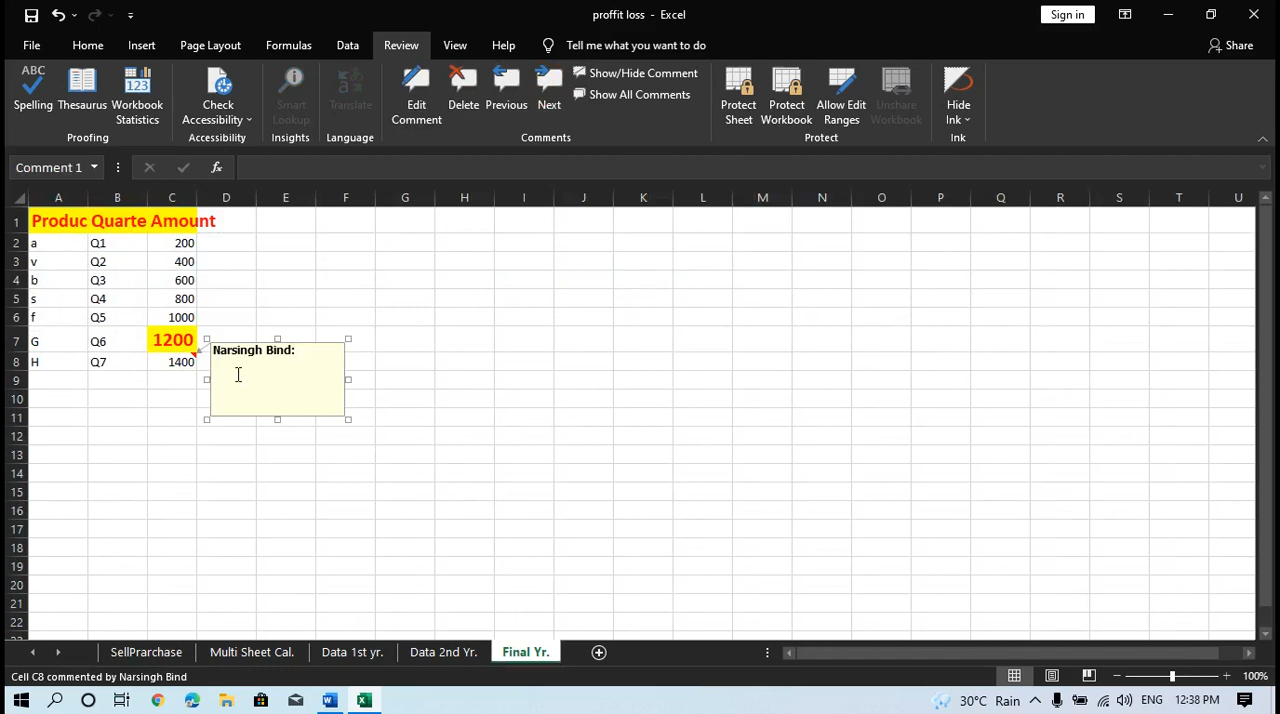 proffit loss - Excel
Sign in
File Home Insert Page Layout Formulas Data Review View Help Tell me what you want to do Share
ABC
123
Spelling Thesaurus Workbook Statistics
Proofing
Check Accessibility
Accessibility
Smart Lookup
Insights
Translate
Language
Edit Comment Delete Previous Next
Show/Hide Comment
Show All Comments
Comments
Protect Sheet Protect Workbook Allow Edit Ranges Unshare Workbook
Protect
Hide Ink
Ink
Comment 1 fx
A B C D E F G H I J K L M N O P Q R S T U
1 Produc Quarte Amount
2 a Q1 200
3 v Q2 400
4 b Q3 600
5 s Q4 800
6 f Q5 1000
7 G Q6 1200
8 H Q7 1400
Narsingh Bind:
9
10
11
12
13
14
15
16
17
18
19
20
21
22
23
SellPrarchase Multi Sheet Cal. Data 1st yr. Data 2nd Yr. Final Yr.
Cell C8 commented by Narsingh Bind 100%
30°C Rain ENG 12:38 PM